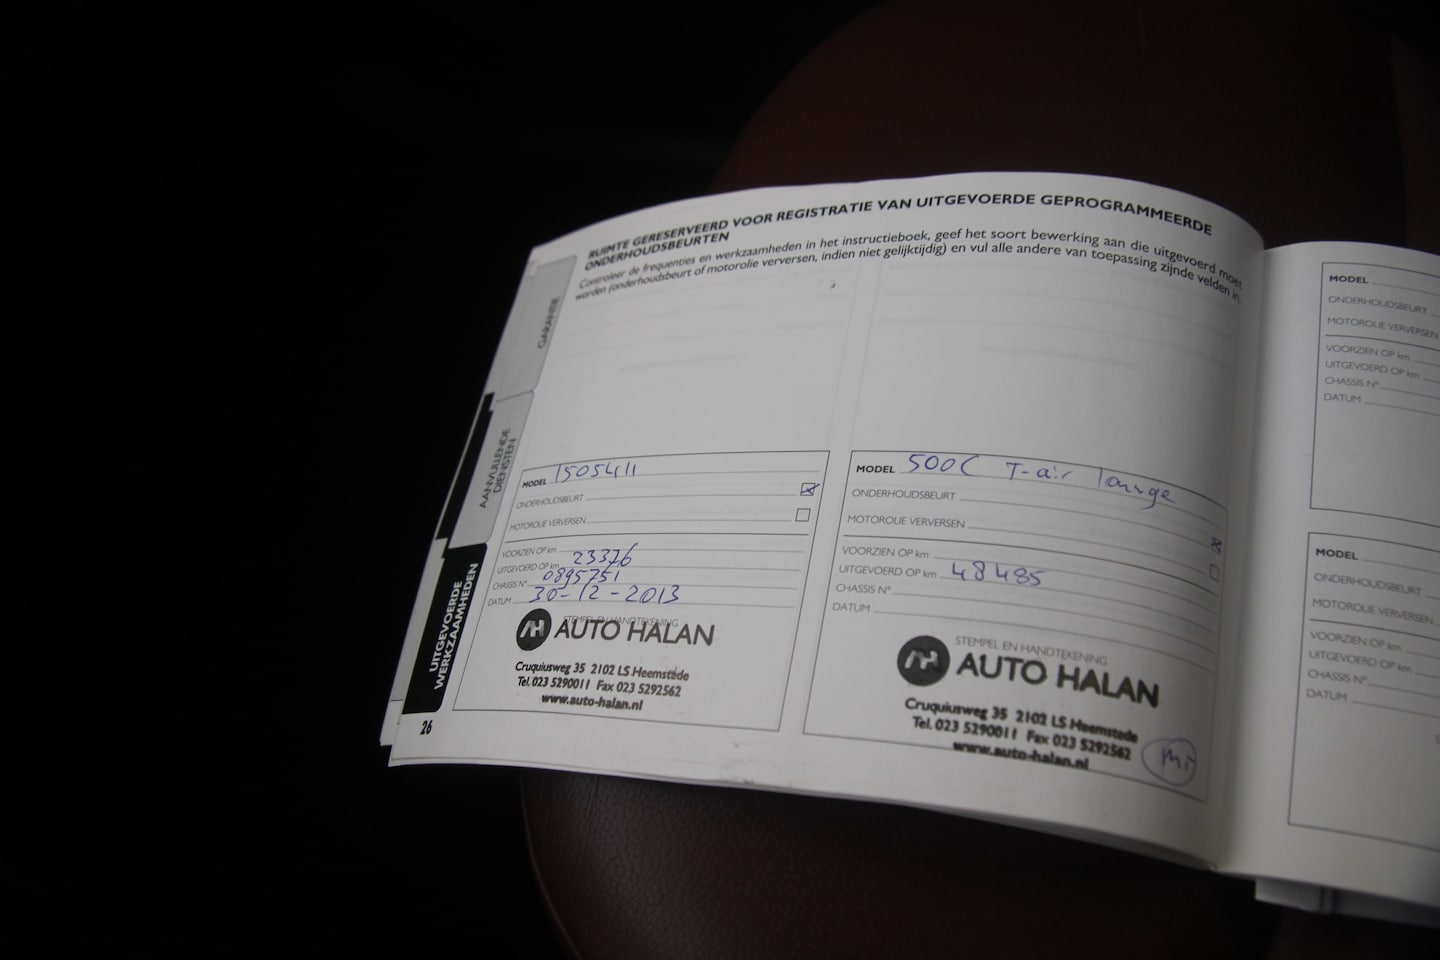 RUIMTE GERESERVEERD VOOR REGISTRATIE VAN UITGEVOERDE GEPROGRAMMEERDE
ONDERHOUDSBEURTEN
Controleer de frequenties en werkzaamheden in het instructieboek, geef het soort bewerking aan die uitgevoerd moet
worden (onderhoudsbeurt of motorolie verversen, indien niet gelijktijdig) en vul alle andere van toepassing zijnde velden in.
GARANTIE
AANVULLENDE
DIENSTEN
UITGEVOERDE
WERKZAAMHEDEN
26
MODEL 1505411
ONDERHOUDSBEURT
MOTOROLIE VERVERSEN
VOORZIEN OP km
UITGEVOERD OP km 23376
CHASSIS N° 0895751
DATUM 30-12-2013
STEMPEL EN HANDTEKENING
AUTO HALAN
Cruquiusweg 35 2102 LS Heemstede
Tel. 023 5290011 Fax 023 5292562
www.auto-halan.nl
MODEL 500C T-air lounge
ONDERHOUDSBEURT
MOTOROLIE VERVERSEN
VOORZIEN OP km
UITGEVOERD OP km 48485
CHASSIS N°
DATUM
STEMPEL EN HANDTEKENING
AUTO HALAN
Cruquiusweg 35 2102 LS Heemstede
Tel. 023 5290011 Fax 023 5292562
www.auto-halan.nl
MODEL
ONDERHOUDSBEURT
MOTOROLIE VERVERSEN
VOORZIEN OP km
UITGEVOERD OP km
CHASSIS N°
DATUM
MODEL
ONDERHOUDSBEURT
MOTOROLIE VERVERSEN
VOORZIEN OP km
UITGEVOERD OP km
CHASSIS N°
DATUM